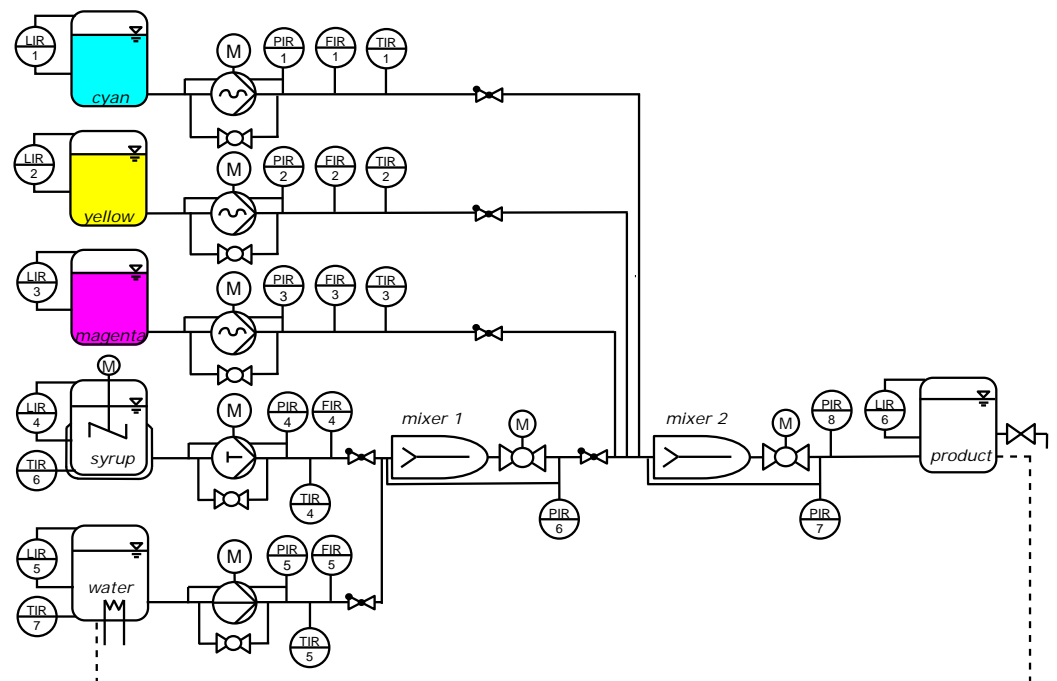 LIR
1
cyan
M
PIR
1
FIR
1
TIR
1
LIR
2
yellow
M
PIR
2
FIR
2
TIR
2
LIR
3
magenta
M
PIR
3
FIR
3
TIR
3
M
LIR
4
TIR
6
syrup
M
PIR
4
FIR
4
TIR
4
mixer 1
M
PIR
6
mixer 2
M
PIR
8
PIR
7
LIR
6
product
LIR
5
TIR
7
water
M
PIR
5
FIR
5
TIR
5